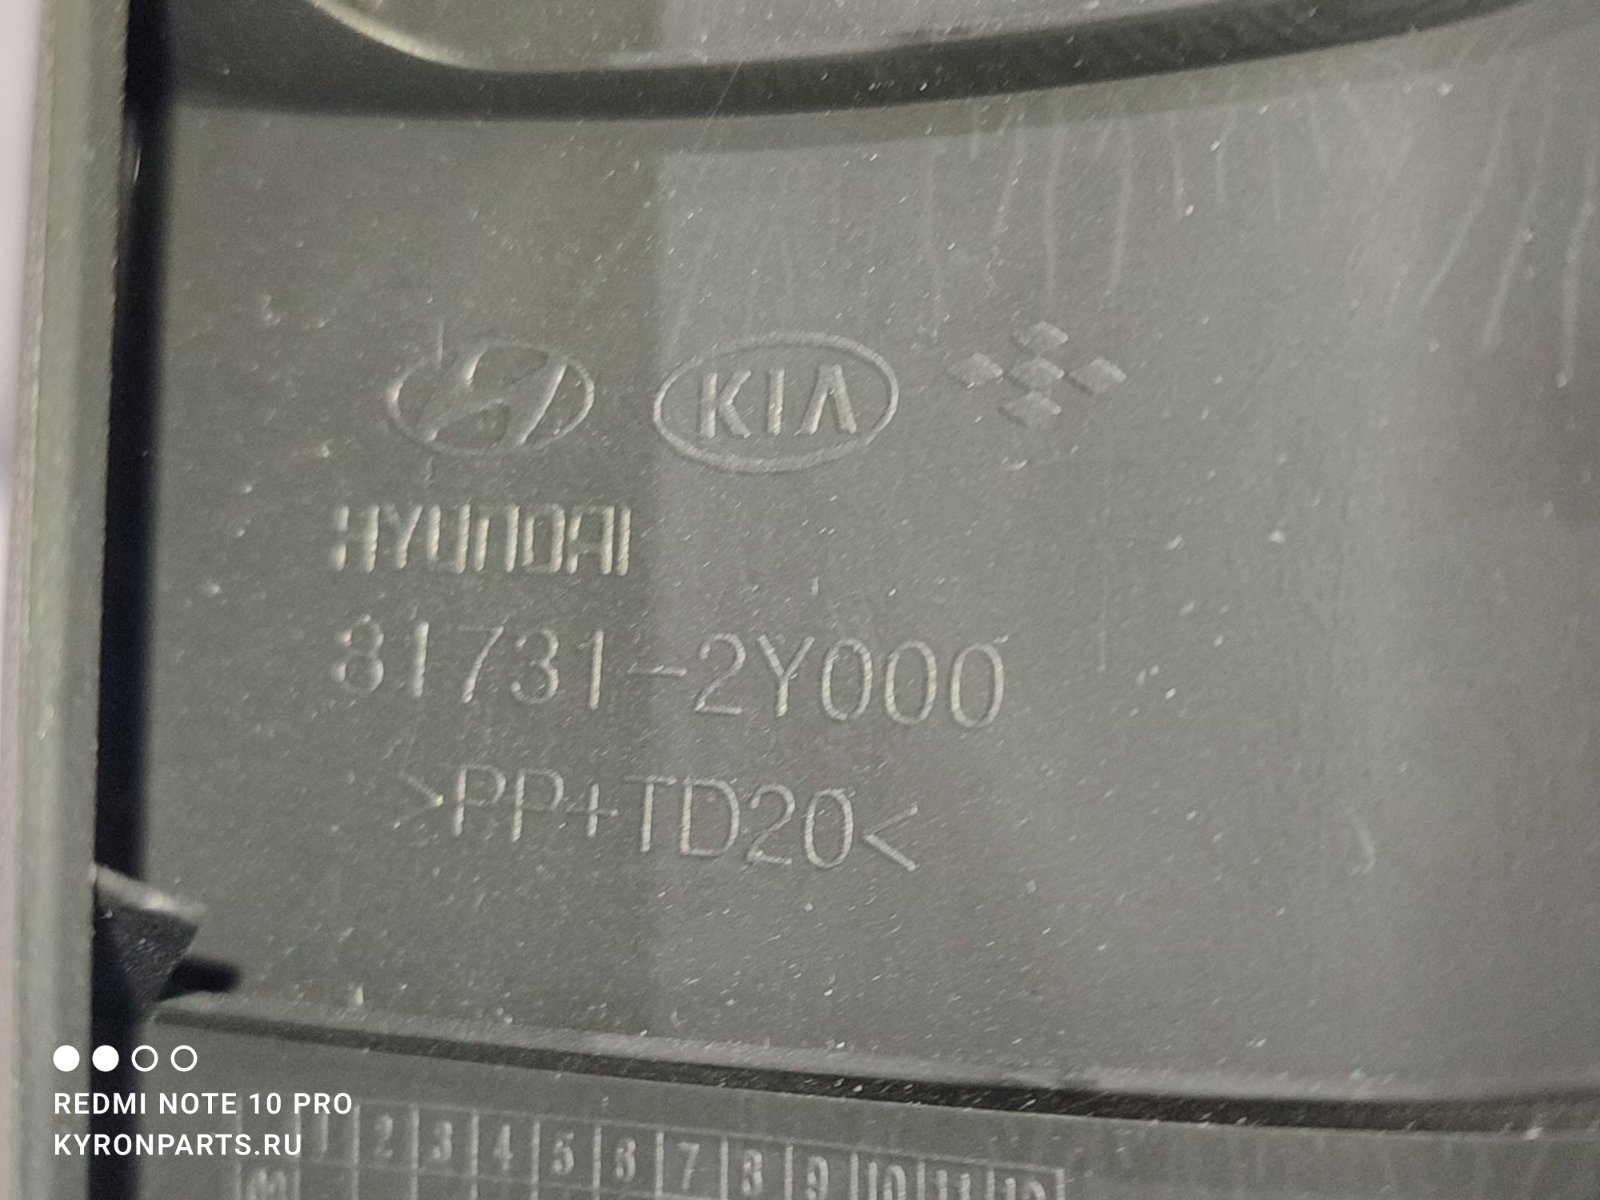 KIA
HYUNDAI
81731-2Y000
>PP+TD20<
REDMI NOTE 10 PRO
KYRONPARTS.RU
1 2 3 4 5 6 7 8 9 10 11 12